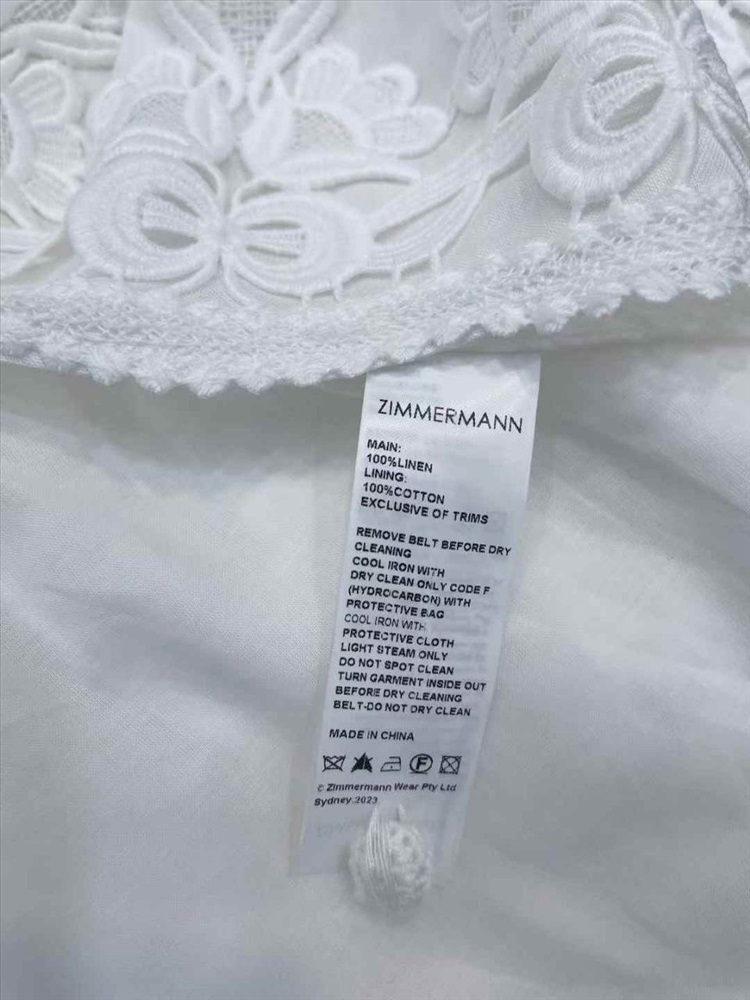 ZIMMERMANN
MAIN:
100%LINEN
LINING:
100%COTTON
EXCLUSIVE OF TRIMS
REMOVE BELT BEFORE DRY
CLEANING
COOL IRON WITH
DRY CLEAN ONLY CODE F
(HYDROCARBON) WITH
PROTECTIVE BAG
COOL IRON WITH
PROTECTIVE CLOTH
LIGHT STEAM ONLY
DO NOT SPOT CLEAN
TURN GARMENT INSIDE OUT
BEFORE DRY CLEANING
BELT-DO NOT DRY CLEAN
MADE IN CHINA
F
© Zimmermann Wear Pty Ltd
Sydney.2023